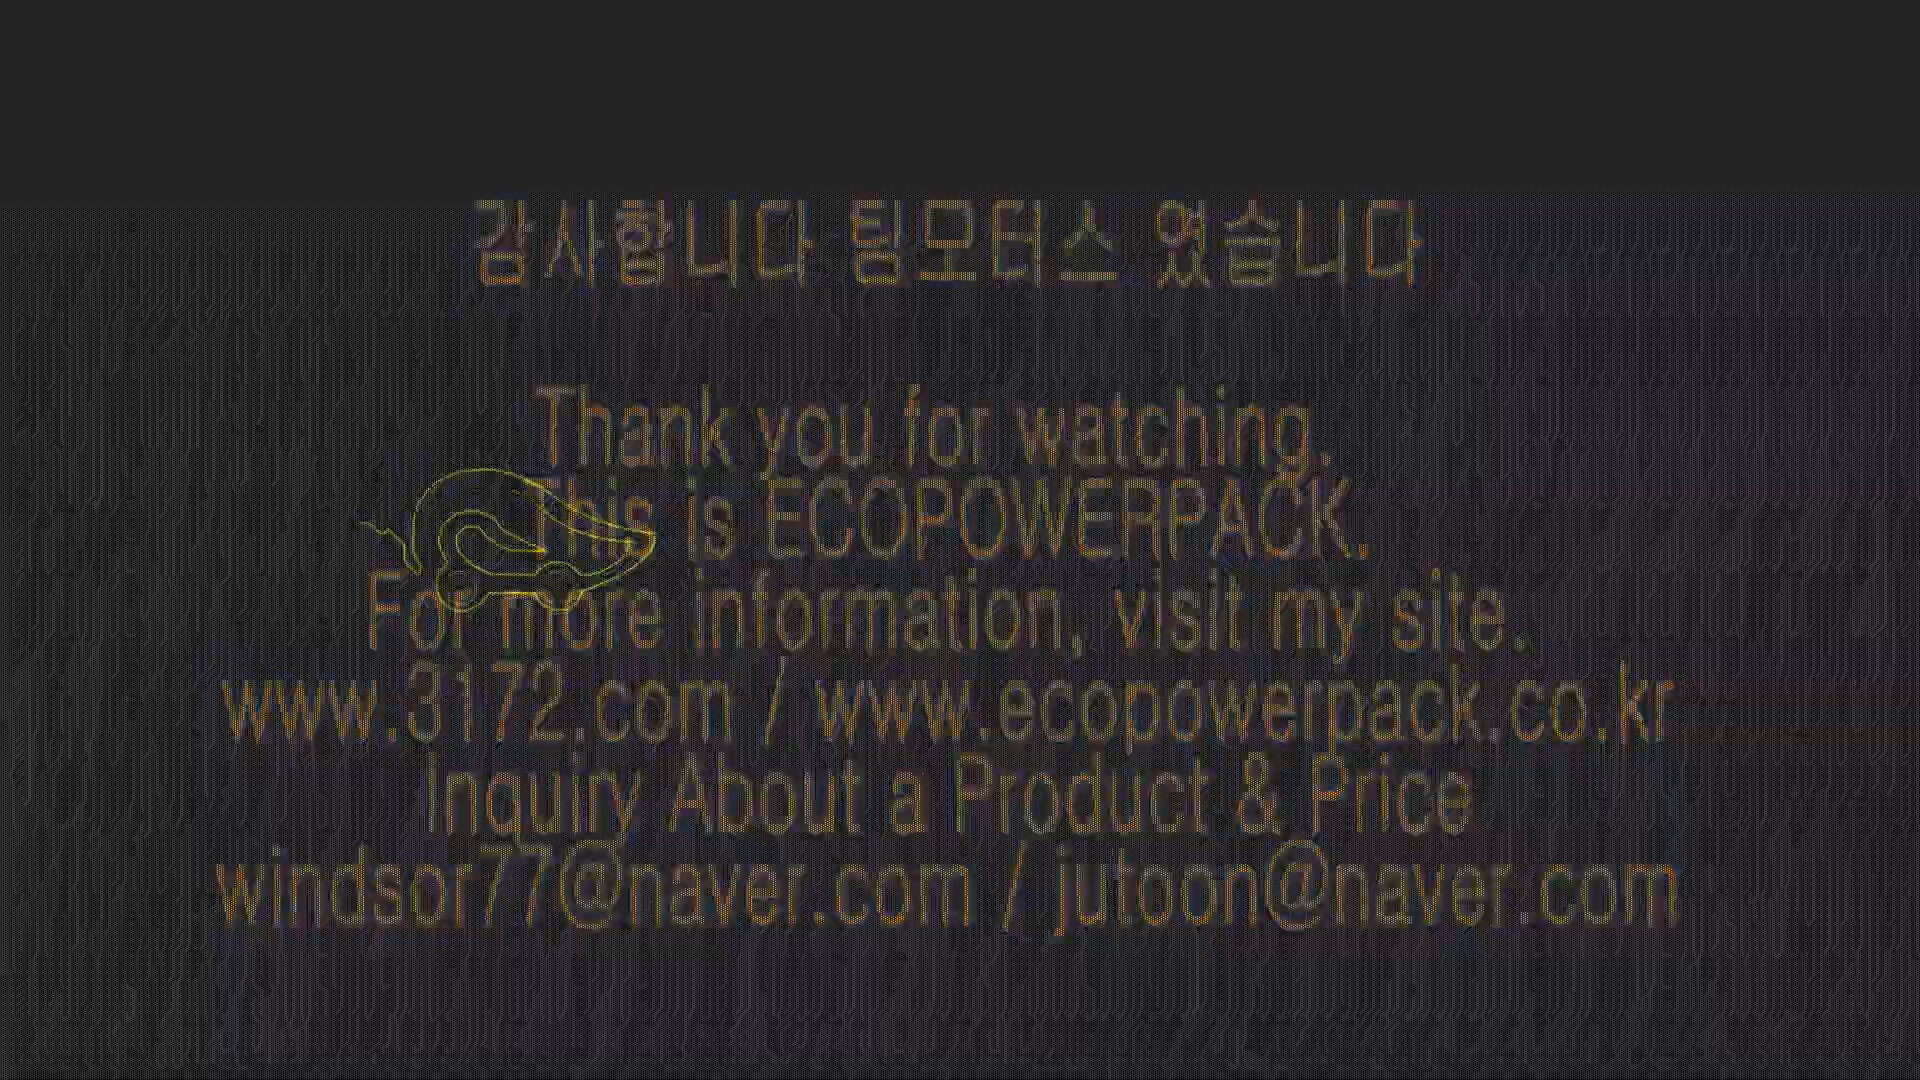 감사합니다 팀모터스 였습니다
Thank you for watching.
This is ECOPOWERPACK.
For more information, visit my site.
www.3172.com / www.ecopowerpack.co.kr
Inquiry About a Product & Price
windsor77@naver.com / jutoon@naver.com